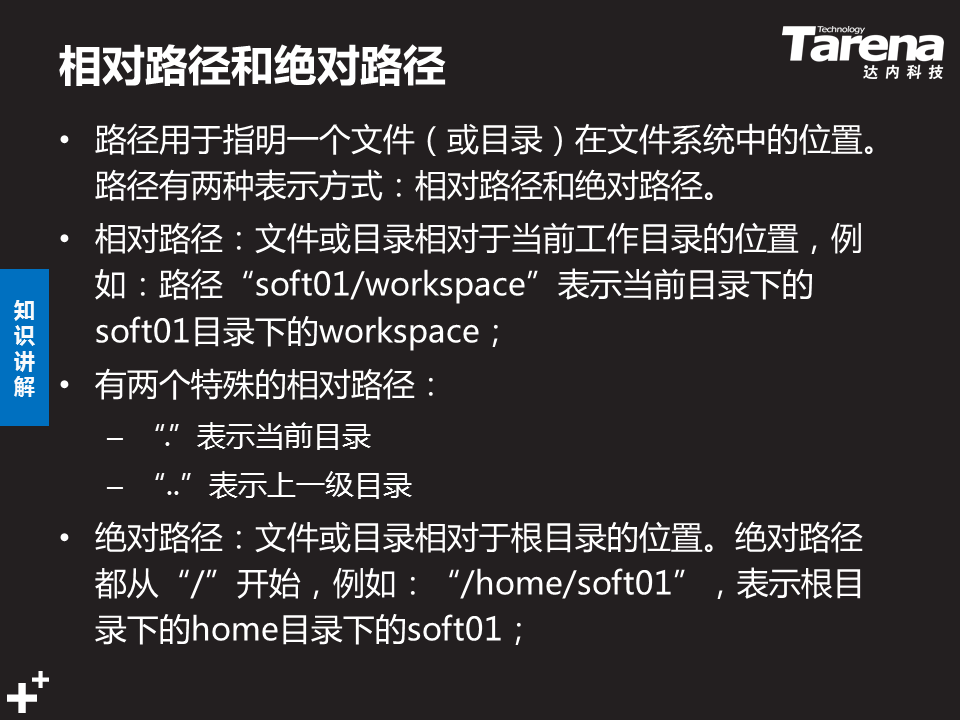 相对路径和绝对路径
Technology
Tarena
达内科技
• 路径用于指明一个文件（或目录）在文件系统中的位置。
路径有两种表示方式：相对路径和绝对路径。
• 相对路径：文件或目录相对于当前工作目录的位置，例
如：路径“soft01/workspace”表示当前目录下的
soft01目录下的workspace；
• 有两个特殊的相对路径：
– “.”表示当前目录
– “..”表示上一级目录
• 绝对路径：文件或目录相对于根目录的位置。绝对路径
都从“/”开始，例如：“/home/soft01”，表示根目
录下的home目录下的soft01；
知
识
讲
解